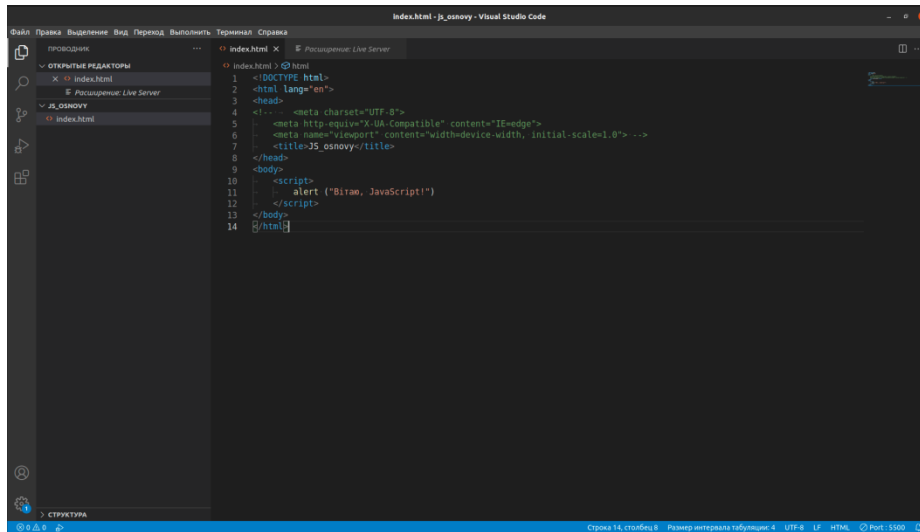 index.html - js_osnovy - Visual Studio Code
Файл Правка Выделение Вид Переход Выполнить Терминал Справка
ПРОВОДНИК
ОТКРЫТЫЕ РЕДАКТОРЫ
index.html
Расширение: Live Server
JS_OSNOVY
index.html
СТРУКТУРА
index.html Расширение: Live Server
index.html > html
1 <!DOCTYPE html>
2 <html lang="en">
3 <head>
4 <!-- <meta charset="UTF-8">
5 <meta http-equiv="X-UA-Compatible" content="IE=edge">
6 <meta name="viewport" content="width=device-width, initial-scale=1.0"> -->
7 <title>JS_osnovy</title>
8 </head>
9 <body>
10 <script>
11 alert ("Вітаю, JavaScript!")
12 </script>
13 </body>
14 </html>
1
0 0 Строка 14, столбец 8 Размер интервала табуляции: 4 UTF-8 LF HTML Port : 5500